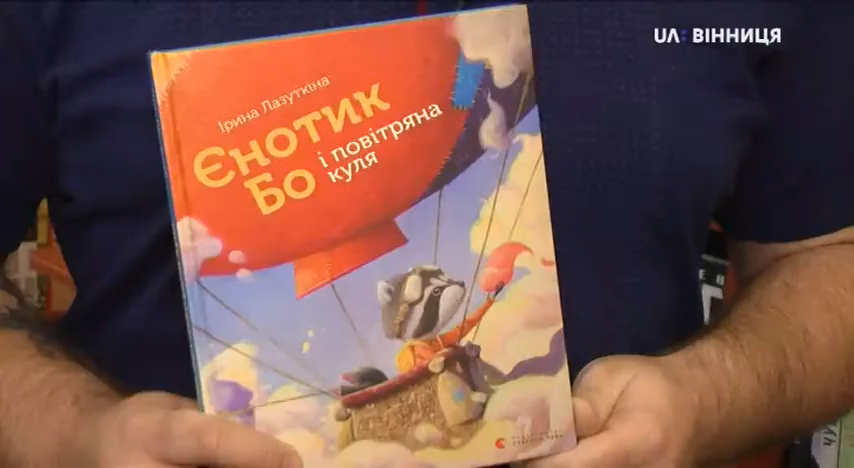 UA: ВІННИЦЯ
Ірина Лазуткіна
Єнотик
Бо
і повітряна
куля